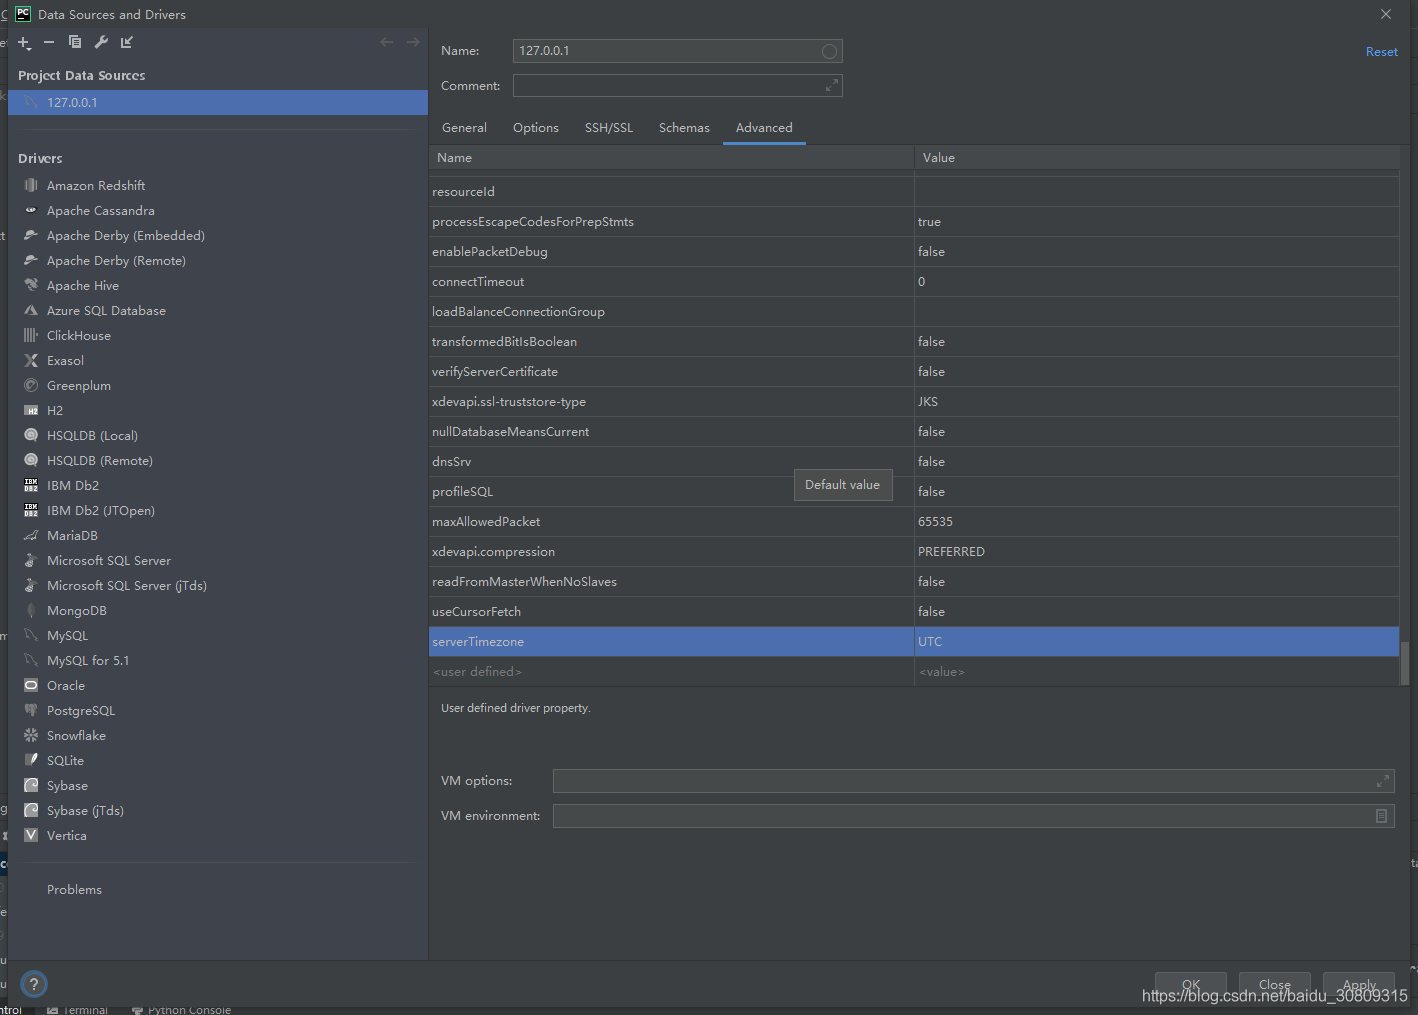 Data Sources and Drivers
Project Data Sources
127.0.0.1
Drivers
Amazon Redshift
Apache Cassandra
Apache Derby (Embedded)
Apache Derby (Remote)
Apache Hive
Azure SQL Database
ClickHouse
Exasol
Greenplum
H2
HSQLDB (Local)
HSQLDB (Remote)
IBM Db2
IBM Db2 (JTOpen)
MariaDB
Microsoft SQL Server
Microsoft SQL Server (jTds)
MongoDB
MySQL
MySQL for 5.1
Oracle
PostgreSQL
Snowflake
SQLite
Sybase
Sybase (jTds)
Vertica
Problems
Name: 127.0.0.1
Reset
Comment:
General Options SSH/SSL Schemas Advanced
Name Value
resourceId
processEscapeCodesForPrepStmts true
enablePacketDebug false
connectTimeout 0
loadBalanceConnectionGroup
transformedBitIsBoolean false
verifyServerCertificate false
xdevapi.ssl-truststore-type JKS
nullDatabaseMeansCurrent false
dnsSrv false
Default value
profileSQL false
maxAllowedPacket 65535
xdevapi.compression PREFERRED
readFromMasterWhenNoSlaves false
useCursorFetch false
serverTimezone UTC
<user defined> <value>
User defined driver property.
VM options:
VM environment:
OK Close Apply
https://blog.csdn.net/baidu_30809315
Terminal Python Console